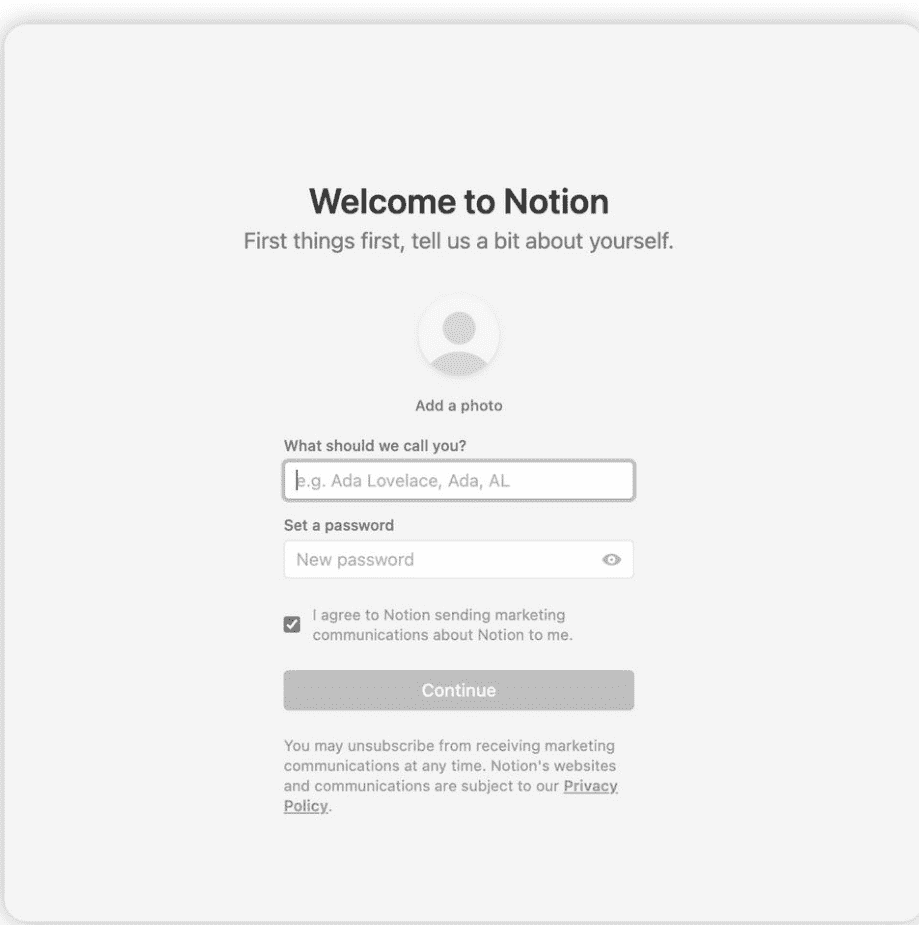 Welcome to Notion
First things first, tell us a bit about yourself.
Add a photo
What should we call you?
e.g. Ada Lovelace, Ada, AL
Set a password
New password
I agree to Notion sending marketing
communications about Notion to me.
Continue
You may unsubscribe from receiving marketing
communications at any time. Notion's websites
and communications are subject to our Privacy
Policy.